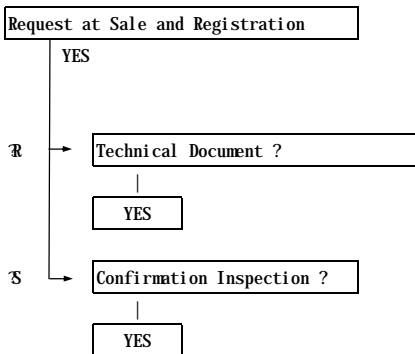 Request at Sale and Registration
YES
?R
Technical Document ?
YES
?S
Confirmation Inspection ?
YES